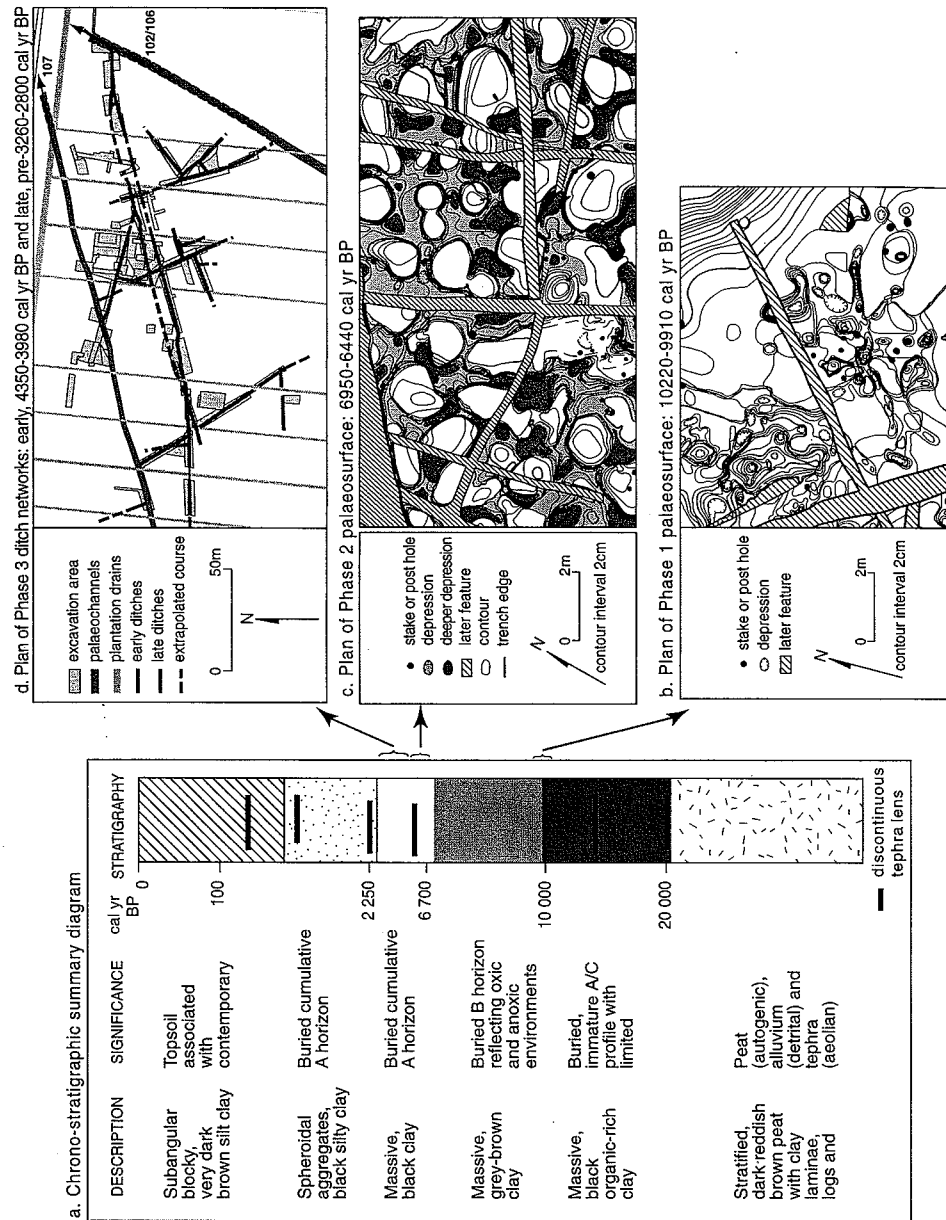 a. Chrono-stratigraphic summary diagram
DESCRIPTION
SIGNIFICANCE
cal yr
BP
STRATIGRAPHY
Subangular
blocky,
very dark
brown silt clay
Topsoil
associated
with
contemporary
Spheroidal
aggregates,
black silty clay
Buried cumulative
A horizon
Massive,
black clay
Buried cumulative
A horizon
Massive,
grey-brown
clay
Buried B horizon
reflecting oxic
and anoxic
environments
Massive,
black
organic-rich
clay
Buried,
immature A/C
profile with
limited
Stratified,
dark-reddish
brown peat
with clay
laminae,
logs and
Peat
(autogenic),
alluvium
(detrital) and
tephra
(aeolian)
0
100
2 250
6 700
10 000
20 000
discontinuous
tephra lens
d. Plan of Phase 3 ditch networks: early, 4350-3980 cal yr BP and late, pre-3260-2800 cal yr BP
excavation area
palaeochannels
plantation drains
early ditches
late ditches
extrapolated course
0
50m
N
107
102/106
c. Plan of Phase 2 palaeosurface: 6950-6440 cal yr BP
stake or post hole
depression
deeper depression
later feature
contour
trench edge
0
2m
contour interval 2cm
N
b. Plan of Phase 1 palaeosurface: 10220-9910 cal yr BP
stake or post hole
depression
later feature
N
0
2m
contour interval 2cm